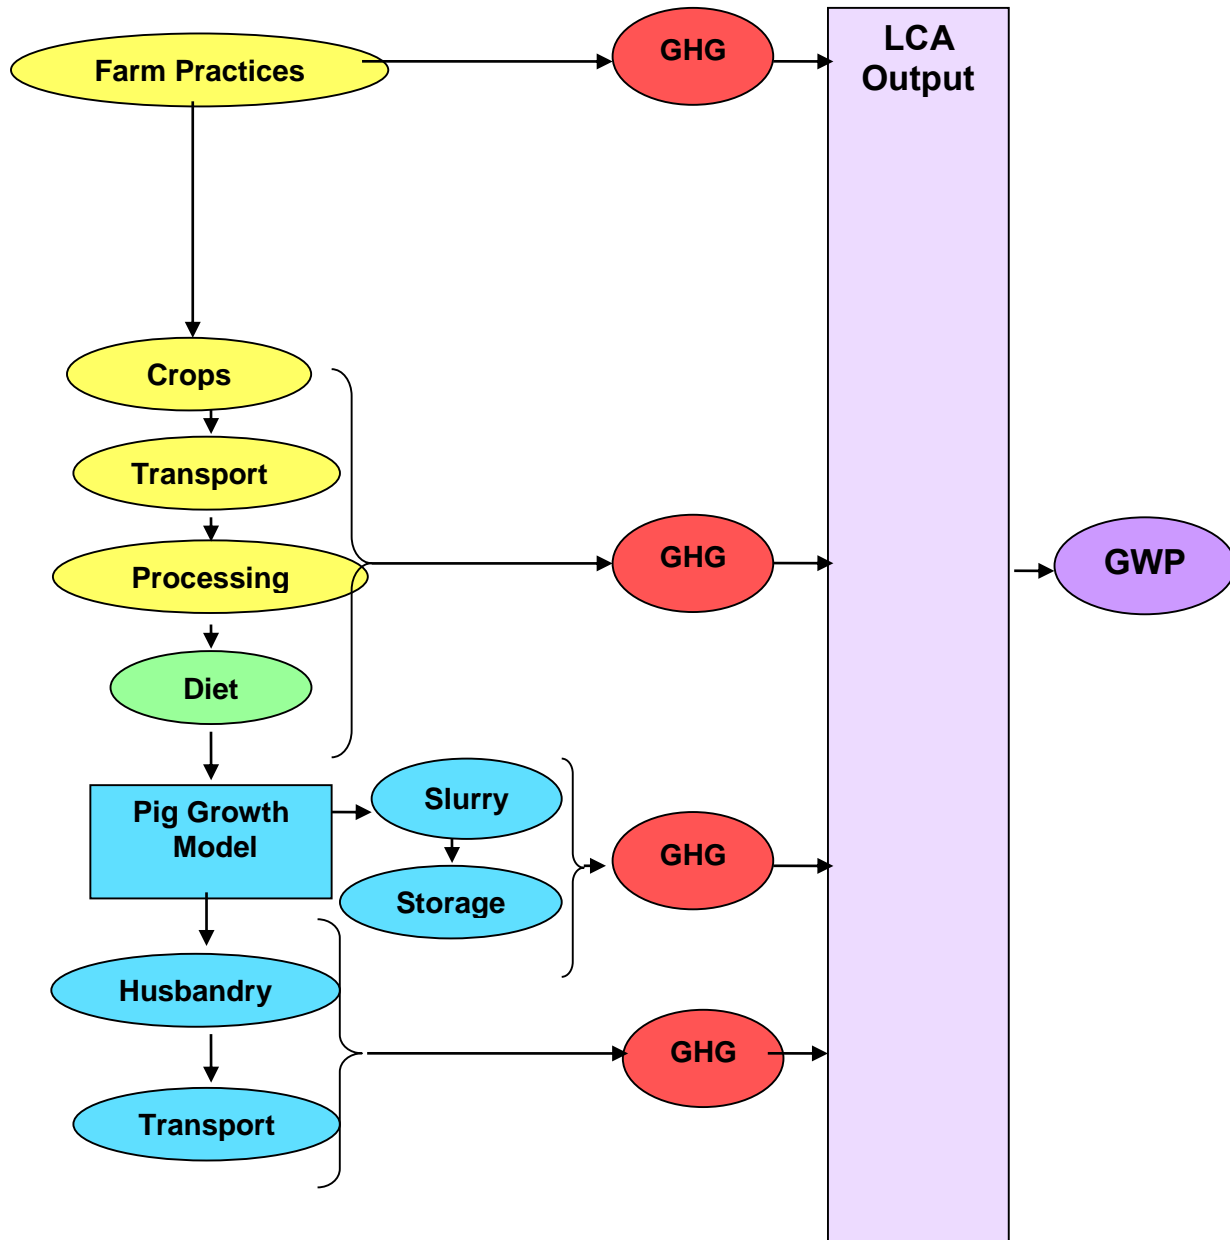 Farm Practices
GHG
LCA
Output
Crops
Transport
Processing
GHG
GWP
Diet
Pig Growth
Model
Slurry
Storage
GHG
Husbandry
GHG
Transport